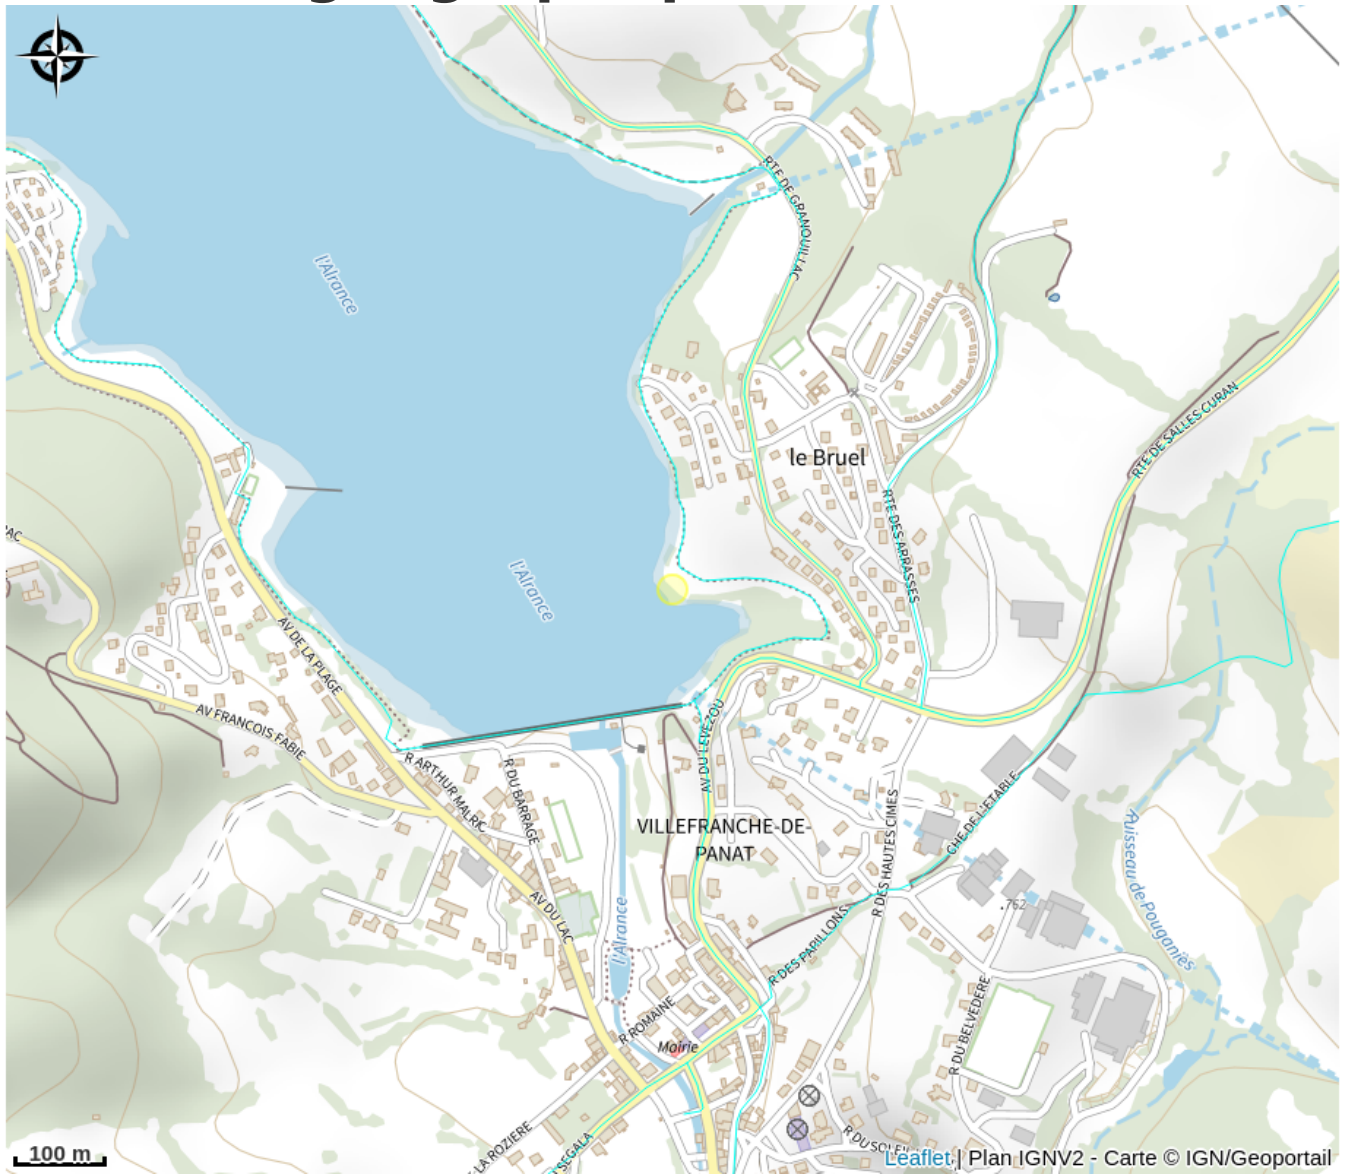 RTE DE GRANOUILLAC
l'Alrance
le Bruel
RTE DE SALLES CURAN
RTE DES ARRASSES
l'Alrance
AV DE LA PLAGE
AV FRANCOIS FABIE
R ARTHUR MALRIC
R DU BARRAGE
AV DU LEVEZOU
VILLEFRANCHE-DE-
PANAT
R DES HAUTES CIMES
CHE DE L'ETABLE
Ruisseau de Pouganiès
762
AV DU LAC
l'Alrance
R DES PAPILLONS
R ROMAINE
Mairie
R DU BELVEDERE
100 m
Leaflet | Plan IGNV2 - Carte © IGN/Geoportail